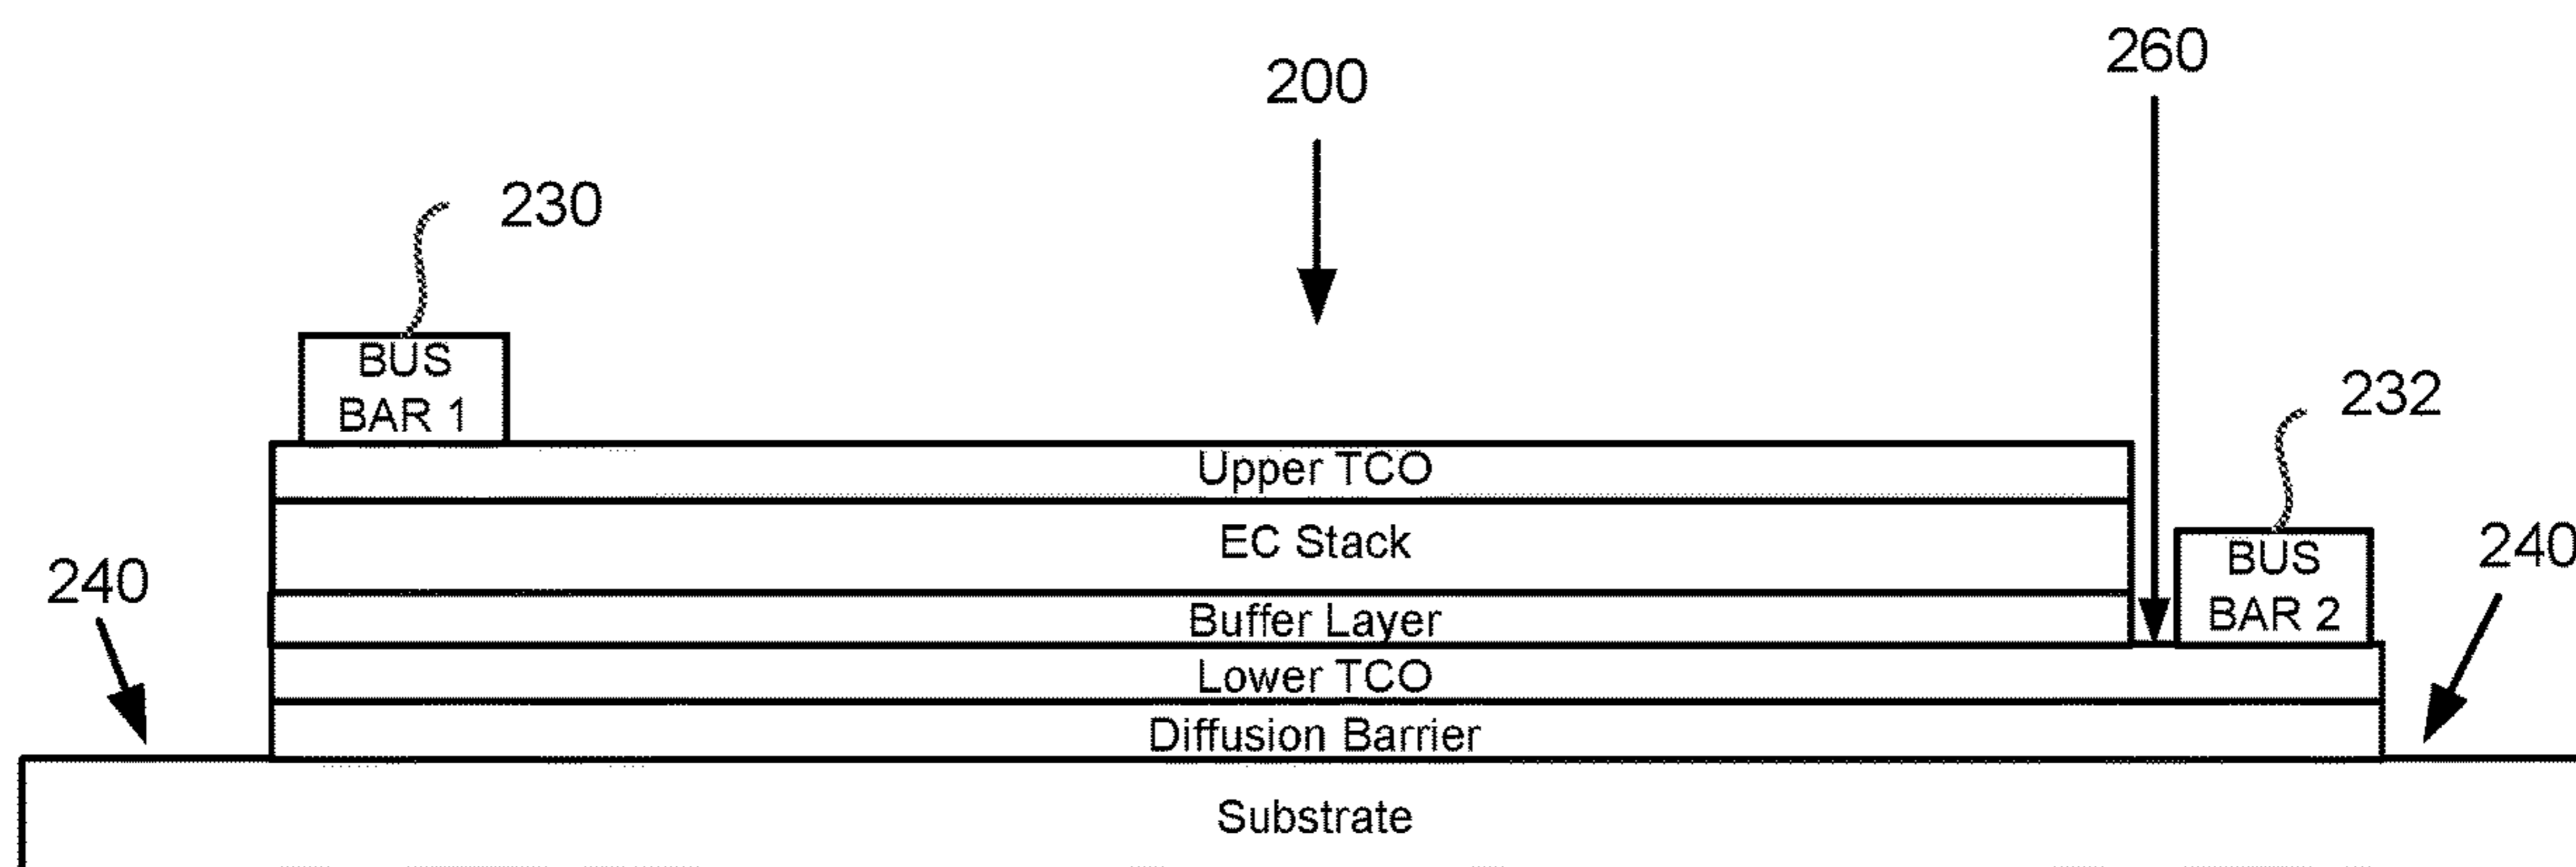 260
200
230
BUS
BAR 1
232
Upper TCO
EC Stack
BUS
BAR 2
240
240
Buffer Layer
Lower TCO
Diffusion Barrier
Substrate